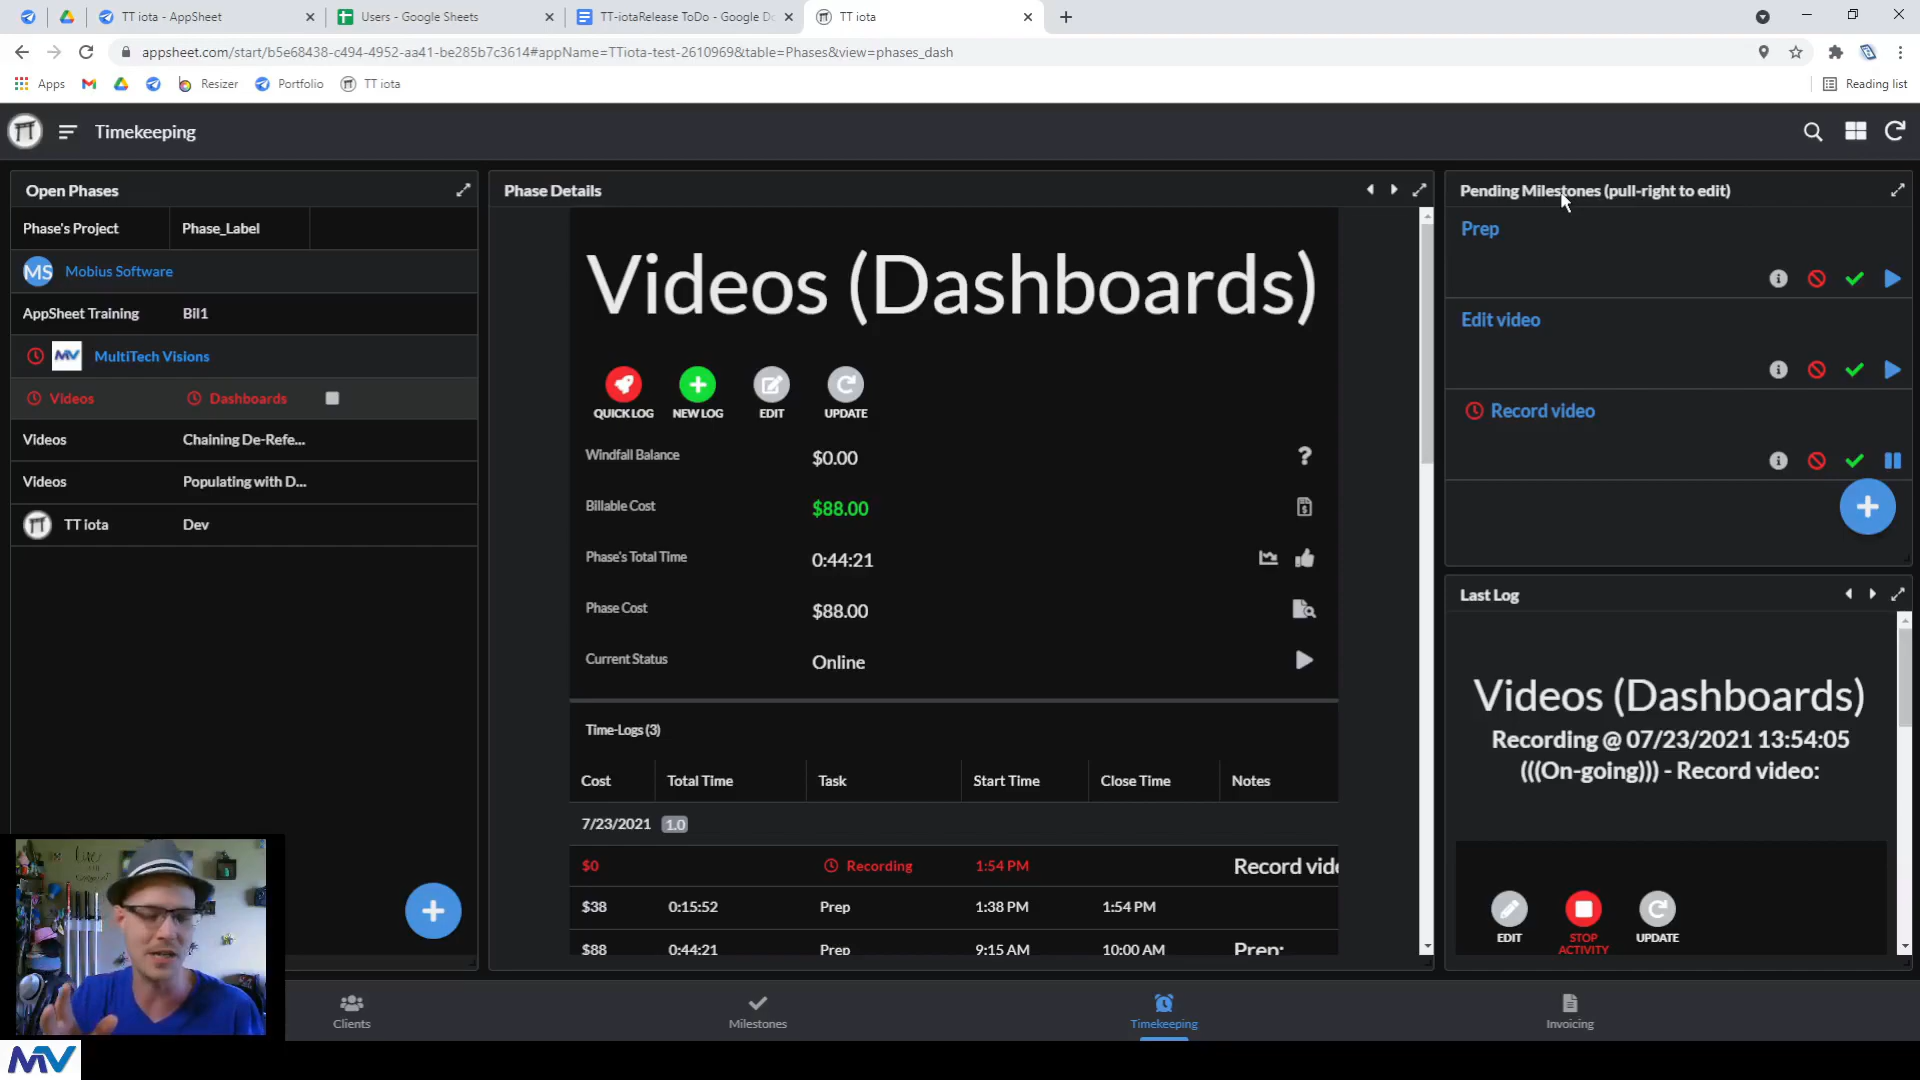 TT iota - AppSheet
Users - Google Sheets
TT-iotaRelease ToDo - Google Do
TT iota
appsheet.com/start/b5e68438-c494-4952-aa41-be285b7c3614#appName=TTiota-test-2610969&table=Phases&view=phases_dash
Apps
Resizer
Portfolio
TT iota
Reading list
Timekeeping
Open Phases
Phase's Project Phase_Label
MS Mobius Software
AppSheet Training Bil1
MV MultiTech Visions
Videos Dashboards
Videos Chaining De-Refe...
Videos Populating with D...
TT iota Dev
Phase Details
Videos (Dashboards)
QUICK LOG NEW LOG EDIT UPDATE
Windfall Balance $0.00
Billable Cost $88.00
Phase's Total Time 0:44:21
Phase Cost $88.00
Current Status Online
Time-Logs (3)
Cost Total Time Task Start Time Close Time Notes
7/23/2021 1.0
$0 Recording 1:54 PM Record vide
$38 0:15:52 Prep 1:38 PM 1:54 PM
$88 0:44:21 Prep 9:15 AM 10:00 AM Prep:
Pending Milestones (pull-right to edit)
Prep
Edit video
Record video
Last Log
Videos (Dashboards)
Recording @ 07/23/2021 13:54:05
(((On-going))) - Record video:
EDIT STOP ACTIVITY UPDATE
Clients
Milestones
Timekeeping
Invoicing
MV